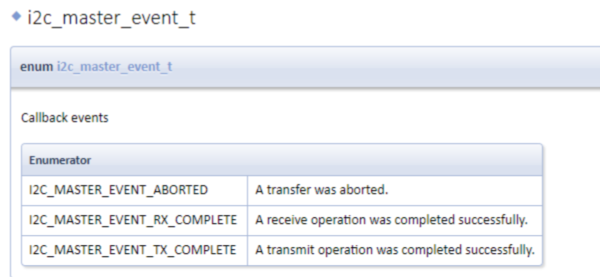 i2c_master_event_t
enum i2c_master_event_t
Callback events
Enumerator
I2C_MASTER_EVENT_ABORTED A transfer was aborted.
I2C_MASTER_EVENT_RX_COMPLETE A receive operation was completed successfully.
I2C_MASTER_EVENT_TX_COMPLETE A transmit operation was completed successfully.